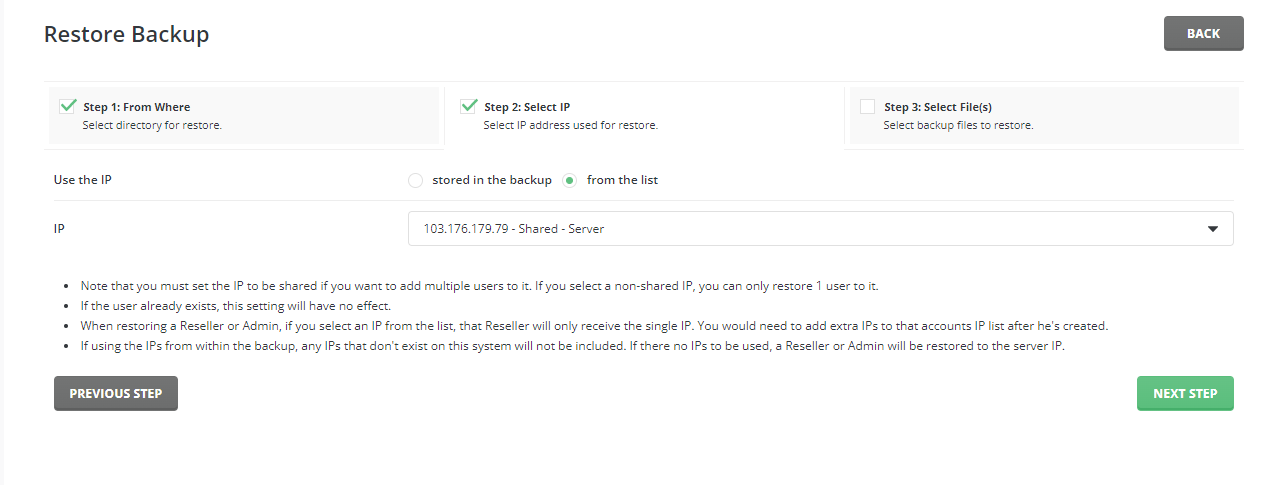 Restore Backup
BACK
Step 1: From Where
Select directory for restore.
Step 2: Select IP
Select IP address used for restore.
Step 3: Select File(s)
Select backup files to restore.
Use the IP
stored in the backup
from the list
IP
103.176.179.79 - Shared - Server
Note that you must set the IP to be shared if you want to add multiple users to it. If you select a non-shared IP, you can only restore 1 user to it.
If the user already exists, this setting will have no effect.
When restoring a Reseller or Admin, if you select an IP from the list, that Reseller will only receive the single IP. You would need to add extra IPs to that accounts IP list after he's created.
If using the IPs from within the backup, any IPs that don't exist on this system will not be included. If there no IPs to be used, a Reseller or Admin will be restored to the server IP.
PREVIOUS STEP
NEXT STEP